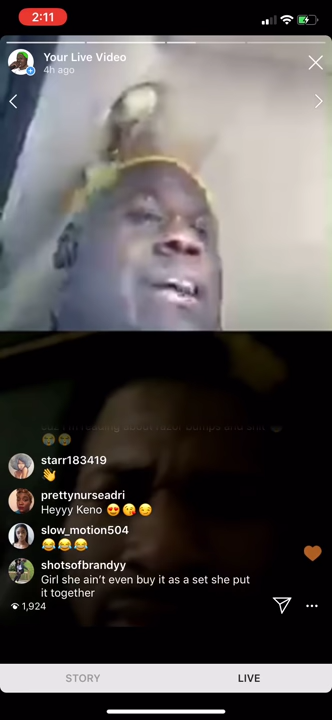 2:11
Your Live Video
4h ago
starr183419
👋
prettynurseadri
Heyyy Keno 😍😘😏
slow_motion504
😂😂😂
shotsofbrandyy
Girl she ain’t even buy it as a set she put
it together
1,924
STORY
LIVE